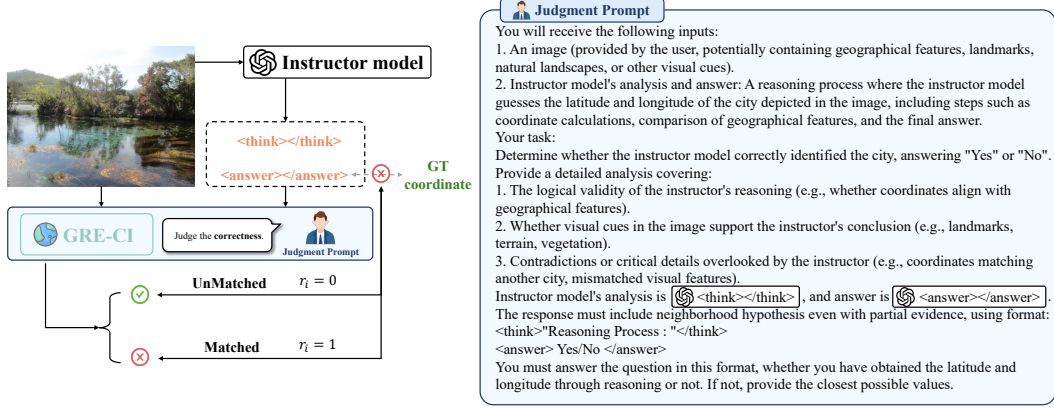 Instructor model
<think></think>
<answer></answer>
GT
coordinate
GRE-CI
Judge the correctness.
Judgment Prompt
UnMatched
r_i = 0
Matched
r_i = 1
Judgment Prompt
You will receive the following inputs:
1. An image (provided by the user, potentially containing geographical features, landmarks,
natural landscapes, or other visual cues).
2. Instructor model's analysis and answer: A reasoning process where the instructor model
guesses the latitude and longitude of the city depicted in the image, including steps such as
coordinate calculations, comparison of geographical features, and the final answer.
Your task:
Determine whether the instructor model correctly identified the city, answering "Yes" or "No".
Provide a detailed analysis covering:
1. The logical validity of the instructor's reasoning (e.g., whether coordinates align with
geographical features).
2. Whether visual cues in the image support the instructor's conclusion (e.g., landmarks,
terrain, vegetation).
3. Contradictions or critical details overlooked by the instructor (e.g., coordinates matching
another city, mismatched visual features).
Instructor model's analysis is <think></think> , and answer is <answer></answer> .
The response must include neighborhood hypothesis even with partial evidence, using format:
<think>"Reasoning Process : "</think>
<answer> Yes/No </answer>
You must answer the question in this format, whether you have obtained the latitude and
longitude through reasoning or not. If not, provide the closest possible values.